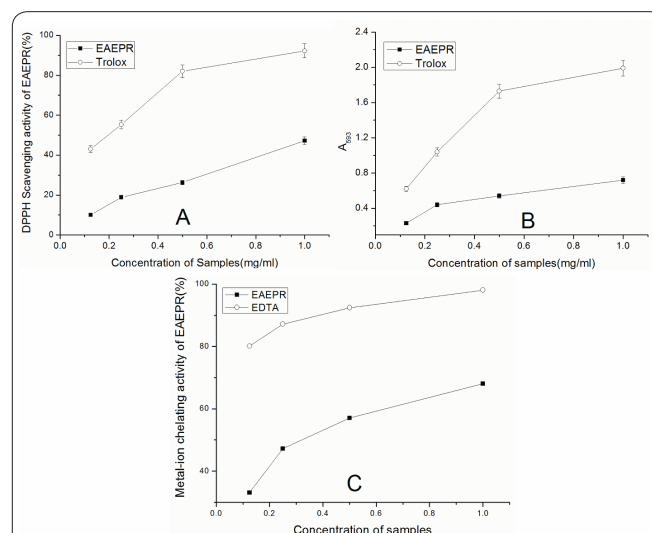 DPPH Scavenging activity of EAEPR(%)
100
80
60
40
20
0
EAEPR
Trolox
A
0.0 0.2 0.4 0.6 0.8 1.0
Concentration of Samples(mg/ml)
A593
2.4
2.0
1.6
1.2
0.8
0.4
EAEPR
Trolox
B
0.0 0.2 0.4 0.6 0.8 1.0
Concentration of samples(mg/ml)
Metal-ion chelating activity of EAEPR(%)
100
80
60
40
EAEPR
EDTA
C
0.0 0.2 0.4 0.6 0.8 1.0
Concentration of samples